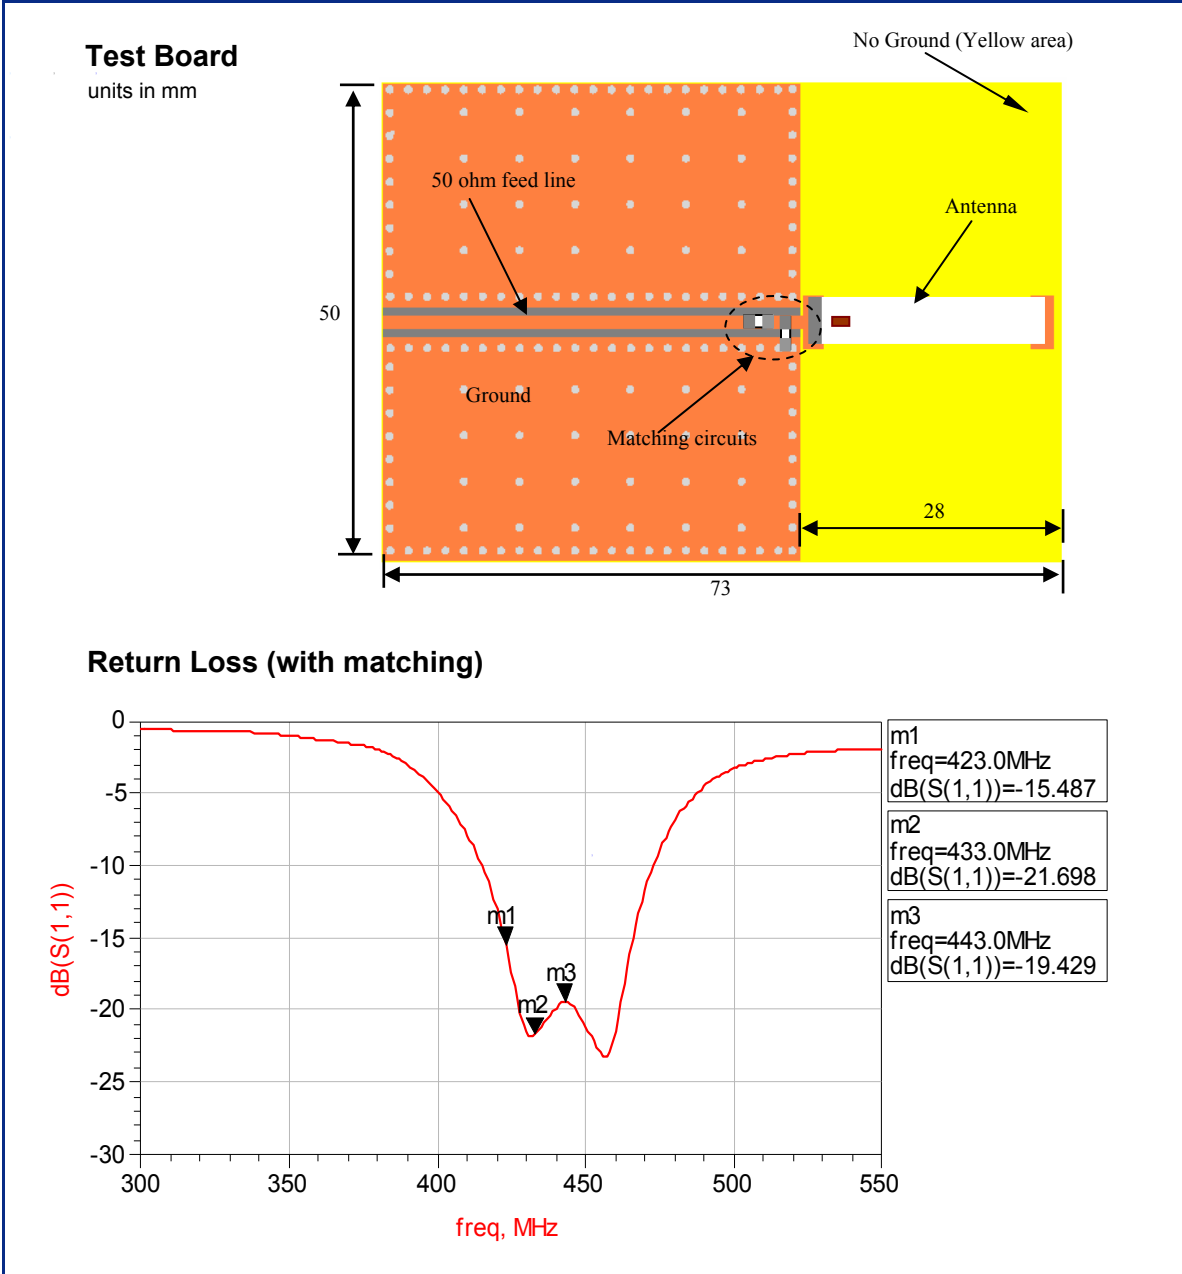 Test Board
units in mm
No Ground (Yellow area)
50 ohm feed line
Antenna
50
Ground
Matching circuits
28
73
Return Loss (with matching)
0
-5
-10
-15
-20
-25
-30
300
350
400
450
500
550
freq, MHz
dB(S(1,1))
m1
m2
m3
m1
freq=423.0MHz
dB(S(1,1))=-15.487
m2
freq=433.0MHz
dB(S(1,1))=-21.698
m3
freq=443.0MHz
dB(S(1,1))=-19.429